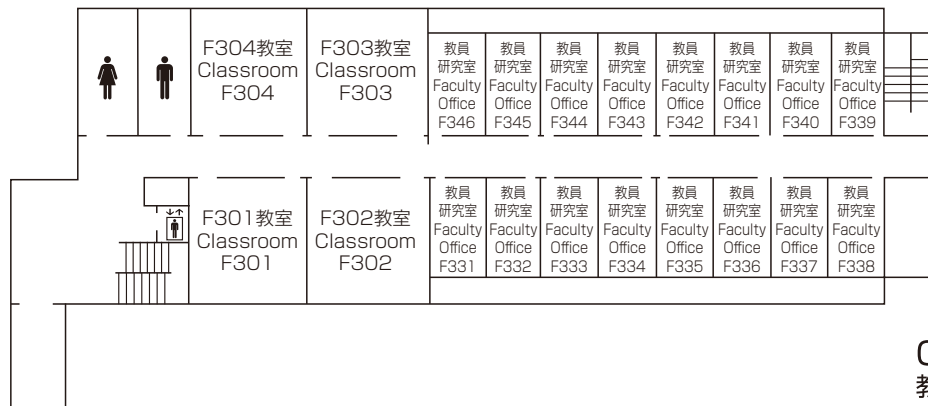 F304教室
Classroom
F304
F303教室
Classroom
F303
教員
研究室
Faculty
Office
F346
教員
研究室
Faculty
Office
F345
教員
研究室
Faculty
Office
F344
教員
研究室
Faculty
Office
F343
教員
研究室
Faculty
Office
F342
教員
研究室
Faculty
Office
F341
教員
研究室
Faculty
Office
F340
教員
研究室
Faculty
Office
F339
F301教室
Classroom
F301
F302教室
Classroom
F302
教員
研究室
Faculty
Office
F331
教員
研究室
Faculty
Office
F332
教員
研究室
Faculty
Office
F333
教員
研究室
Faculty
Office
F334
教員
研究室
Faculty
Office
F335
教員
研究室
Faculty
Office
F336
教員
研究室
Faculty
Office
F337
教員
研究室
Faculty
Office
F338
教